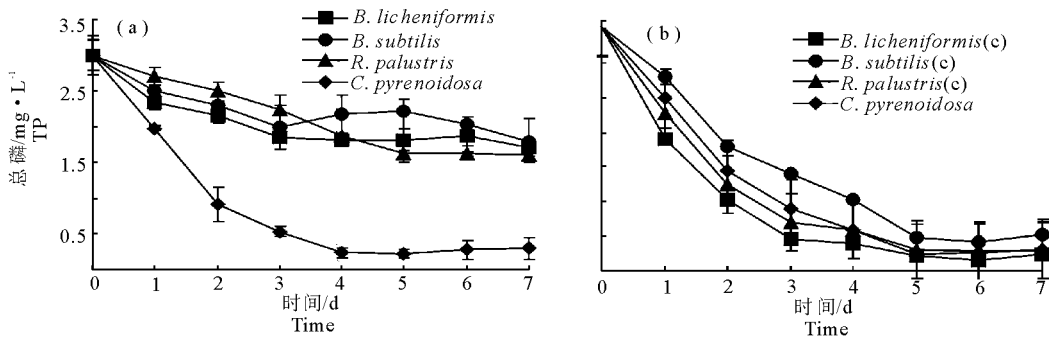 (a)
B. licheniformis
B. subtilis
R. palustris
C. pyrenoidosa
3.5
2.5
1.5
0.5
总磷/mg·L⁻¹
TP
0 1 2 3 4 5 6 7
时间/d
Time
(b)
B. licheniformis(c)
B. subtilis(c)
R. palustris(c)
C. pyrenoidosa
0 1 2 3 4 5 6 7
时间/d
Time